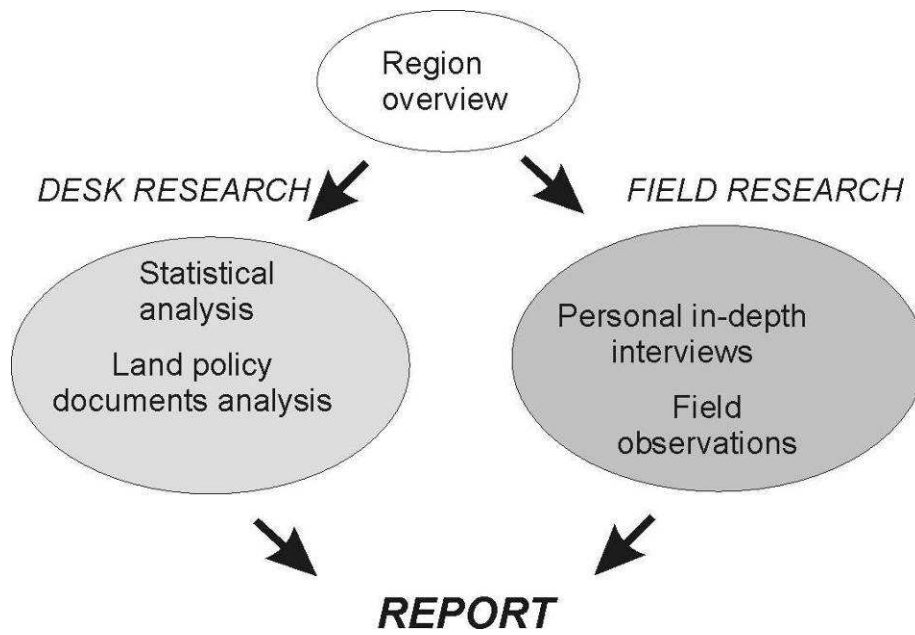 Region
overview
DESK RESEARCH
FIELD RESEARCH
Statistical
analysis
Land policy
documents analysis
Personal in-depth
interviews
Field
observations
REPORT